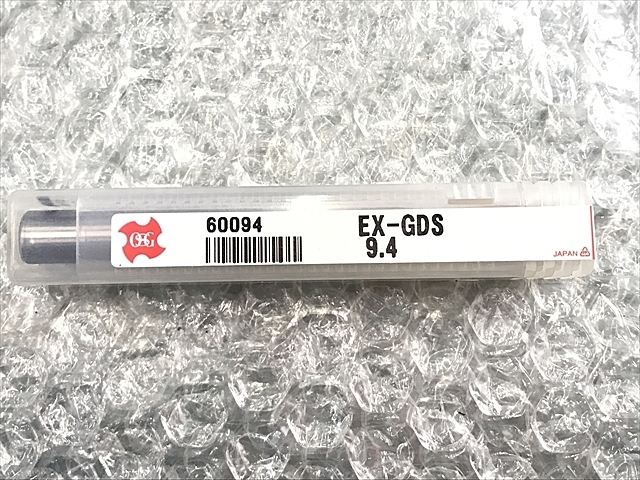 OSG
60094
EX-GDS
9.4
JAPAN